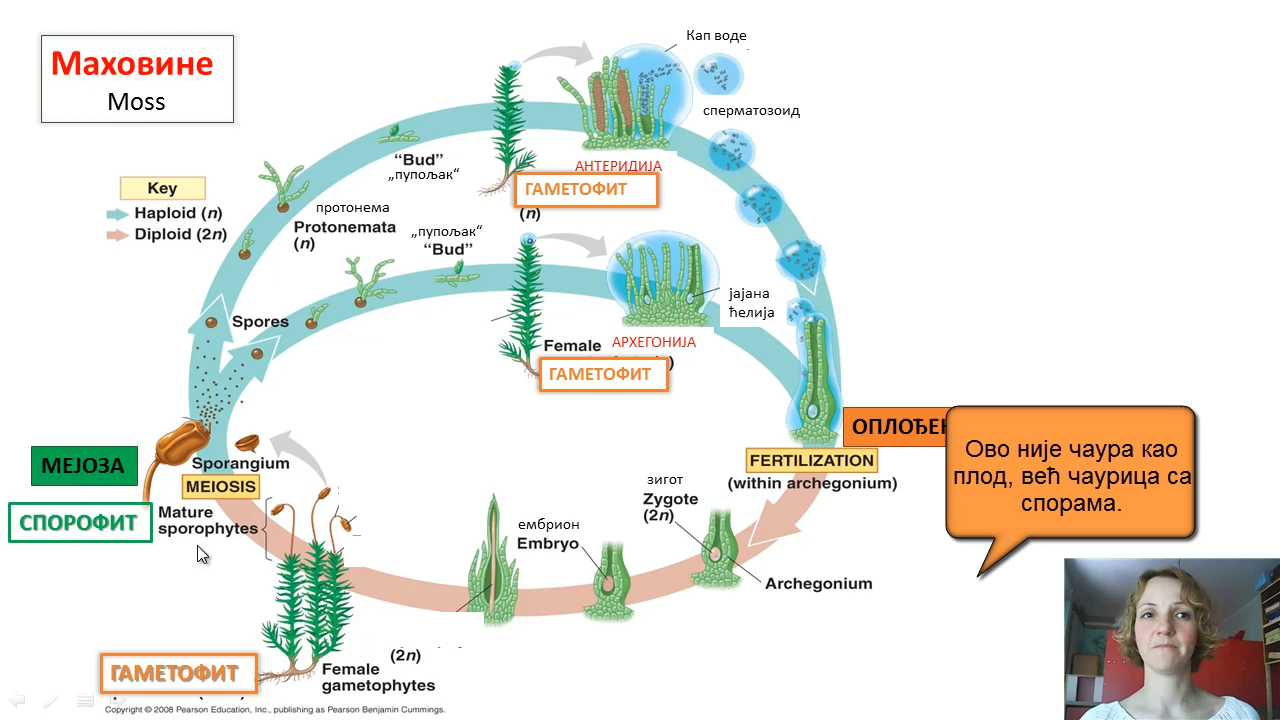 Маховине
Moss
Кап воде
сперматозоид
“Bud”
„пупољак“
АНТЕРИДИЈА
ГАМЕТОФИТ
(n)
Key
Haploid (n)
Diploid (2n)
протонема
Protonemata
(n)
„пупољак“
“Bud”
јајана
ћелија
Spores
Female
АРХЕГОНИЈА
ГАМЕТОФИТ
МЕЈОЗА
Sporangium
MEIOSIS
СПОРОФИТ
Mature
sporophytes
ОПЛОЂЕ
FERTILIZATION
(within archegonium)
Ово није чаура као
плод, већ чаурица са
спорама.
зигот
Zygote
(2n)
ембрион
Embryo
Archegonium
ГАМЕТОФИТ
(2n)
Female
gametophytes
Copyright © 2008 Pearson Education, Inc., publishing as Pearson Benjamin Cummings.